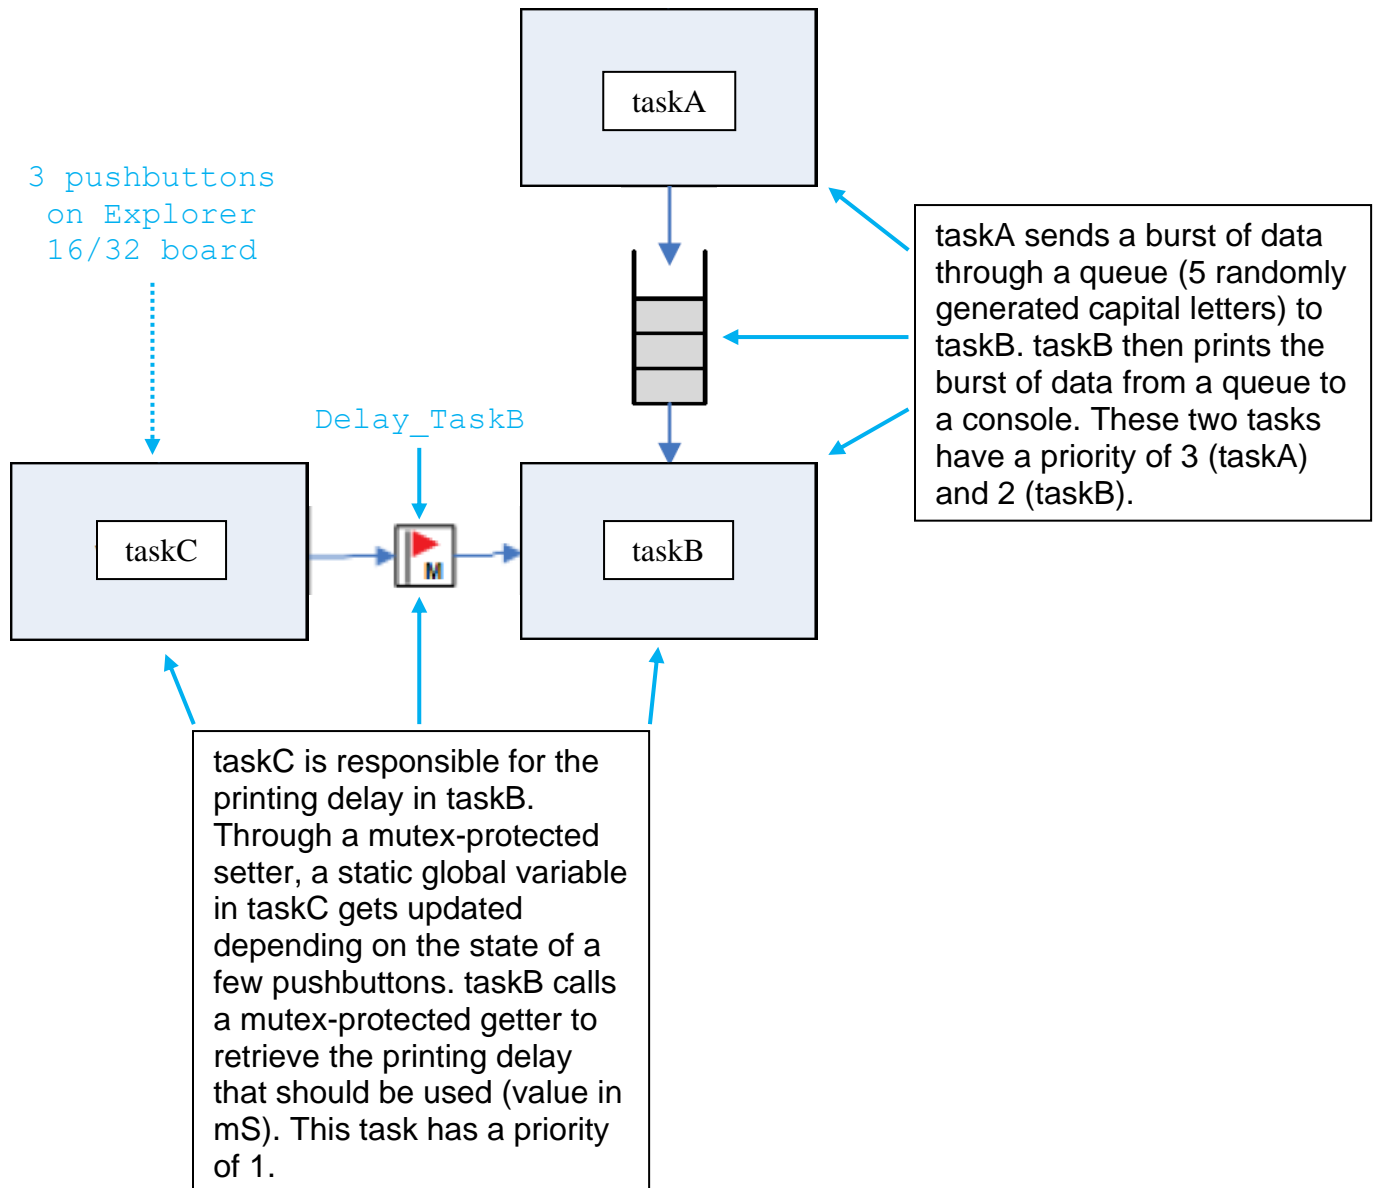 taskA
3 pushbuttons
on Explorer
16/32 board
taskA sends a burst of data
through a queue (5 randomly
generated capital letters) to
taskB. taskB then prints the
burst of data from a queue to
a console. These two tasks
have a priority of 3 (taskA)
and 2 (taskB).
Delay_TaskB
taskC
M
taskB
taskC is responsible for the
printing delay in taskB.
Through a mutex-protected
setter, a static global variable
in taskC gets updated
depending on the state of a
few pushbuttons. taskB calls
a mutex-protected getter to
retrieve the printing delay
that should be used (value in
mS). This task has a priority
of 1.